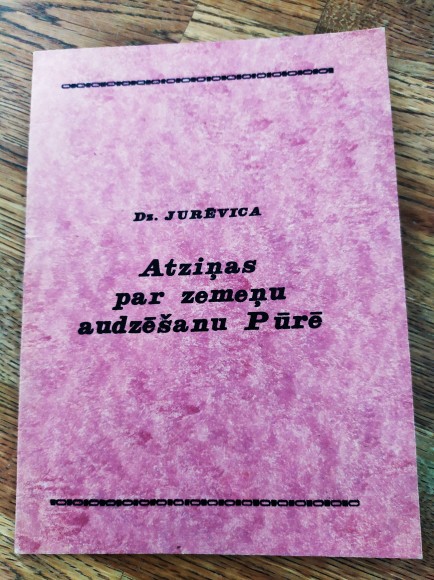 Dz. JURĒVICA
Atziņas
par zemeņu
audzēšanu Pūrē